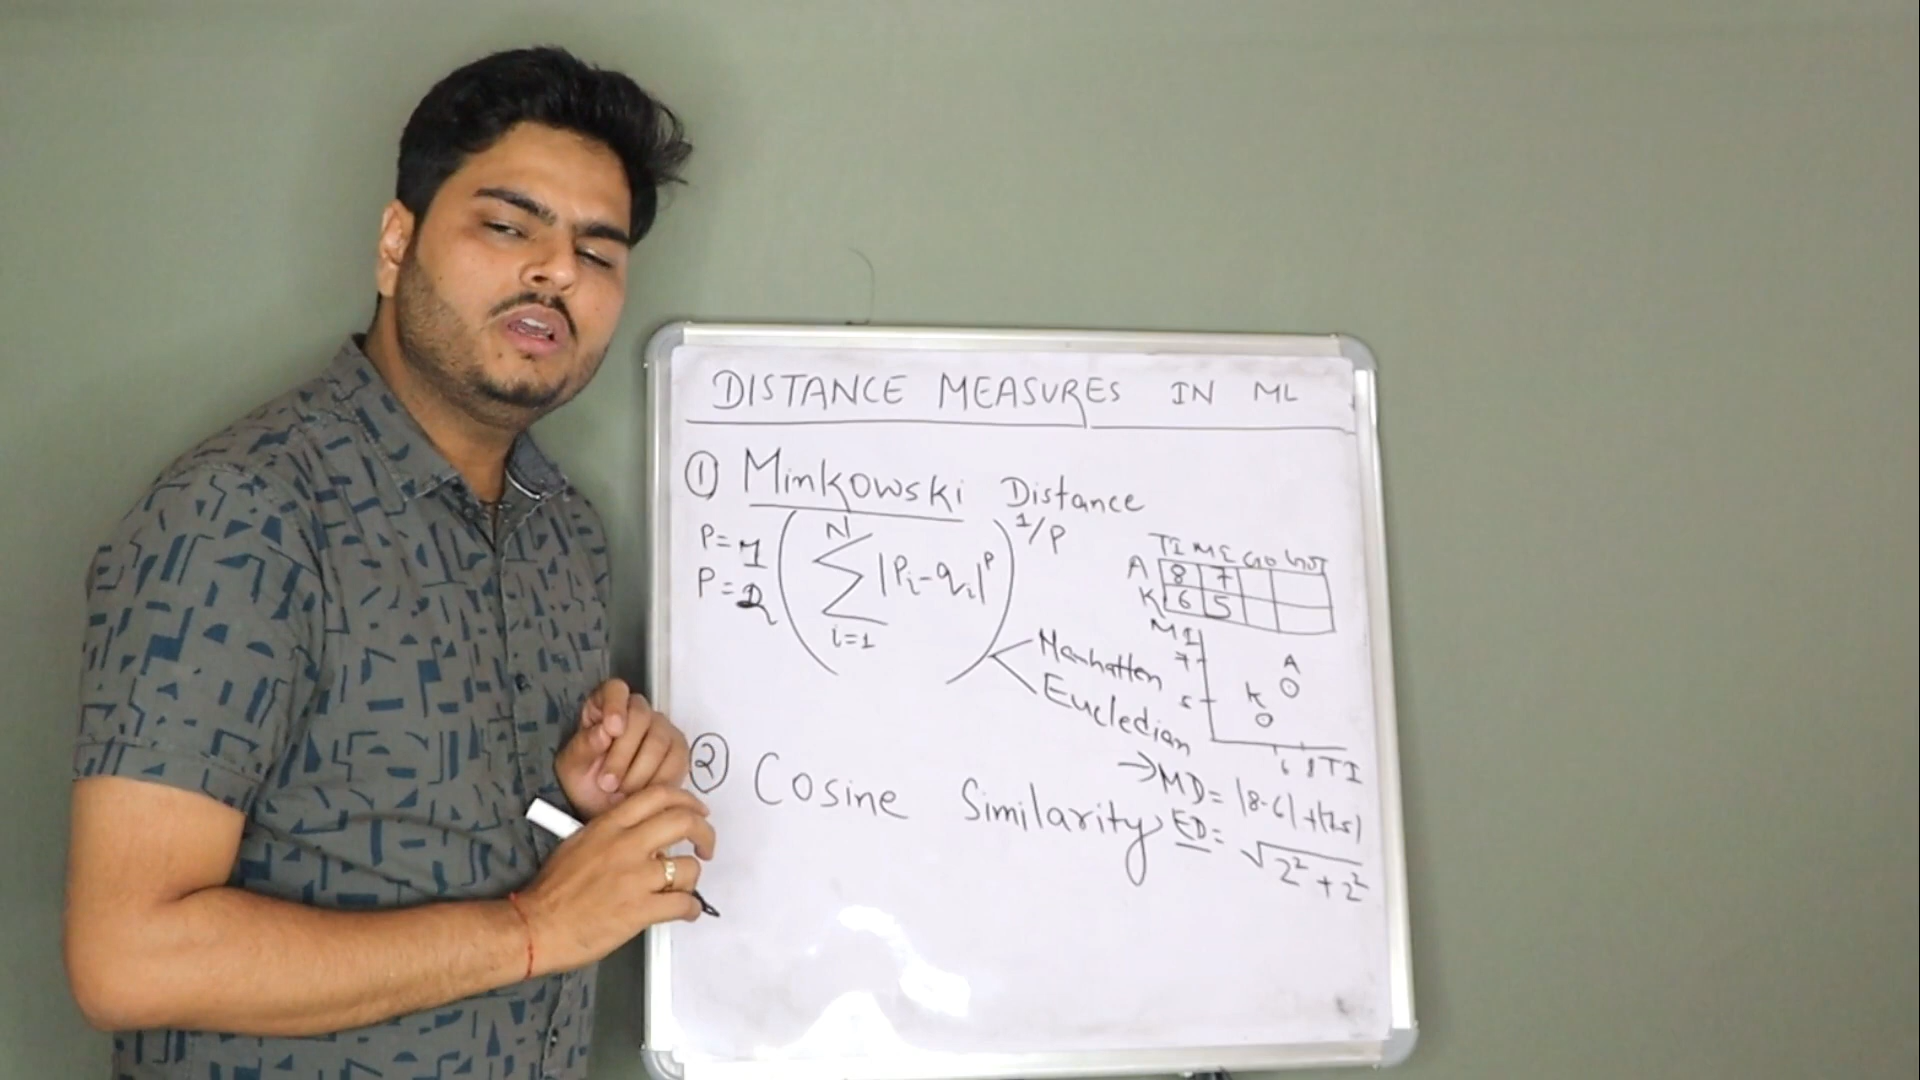 DISTANCE MEASURES IN ML
① Minkowski Distance
P=1
P=2
( N Σ i=1 |Pi-qi|^P )^1/P
Manhatten
Eucledian
TI MI
A 8 7
K 6 5
MI
7
5
A
K
6 8 TI
→MD= |8-6|+|7-5|
ED= √2²+2²
② Cosine Similarity